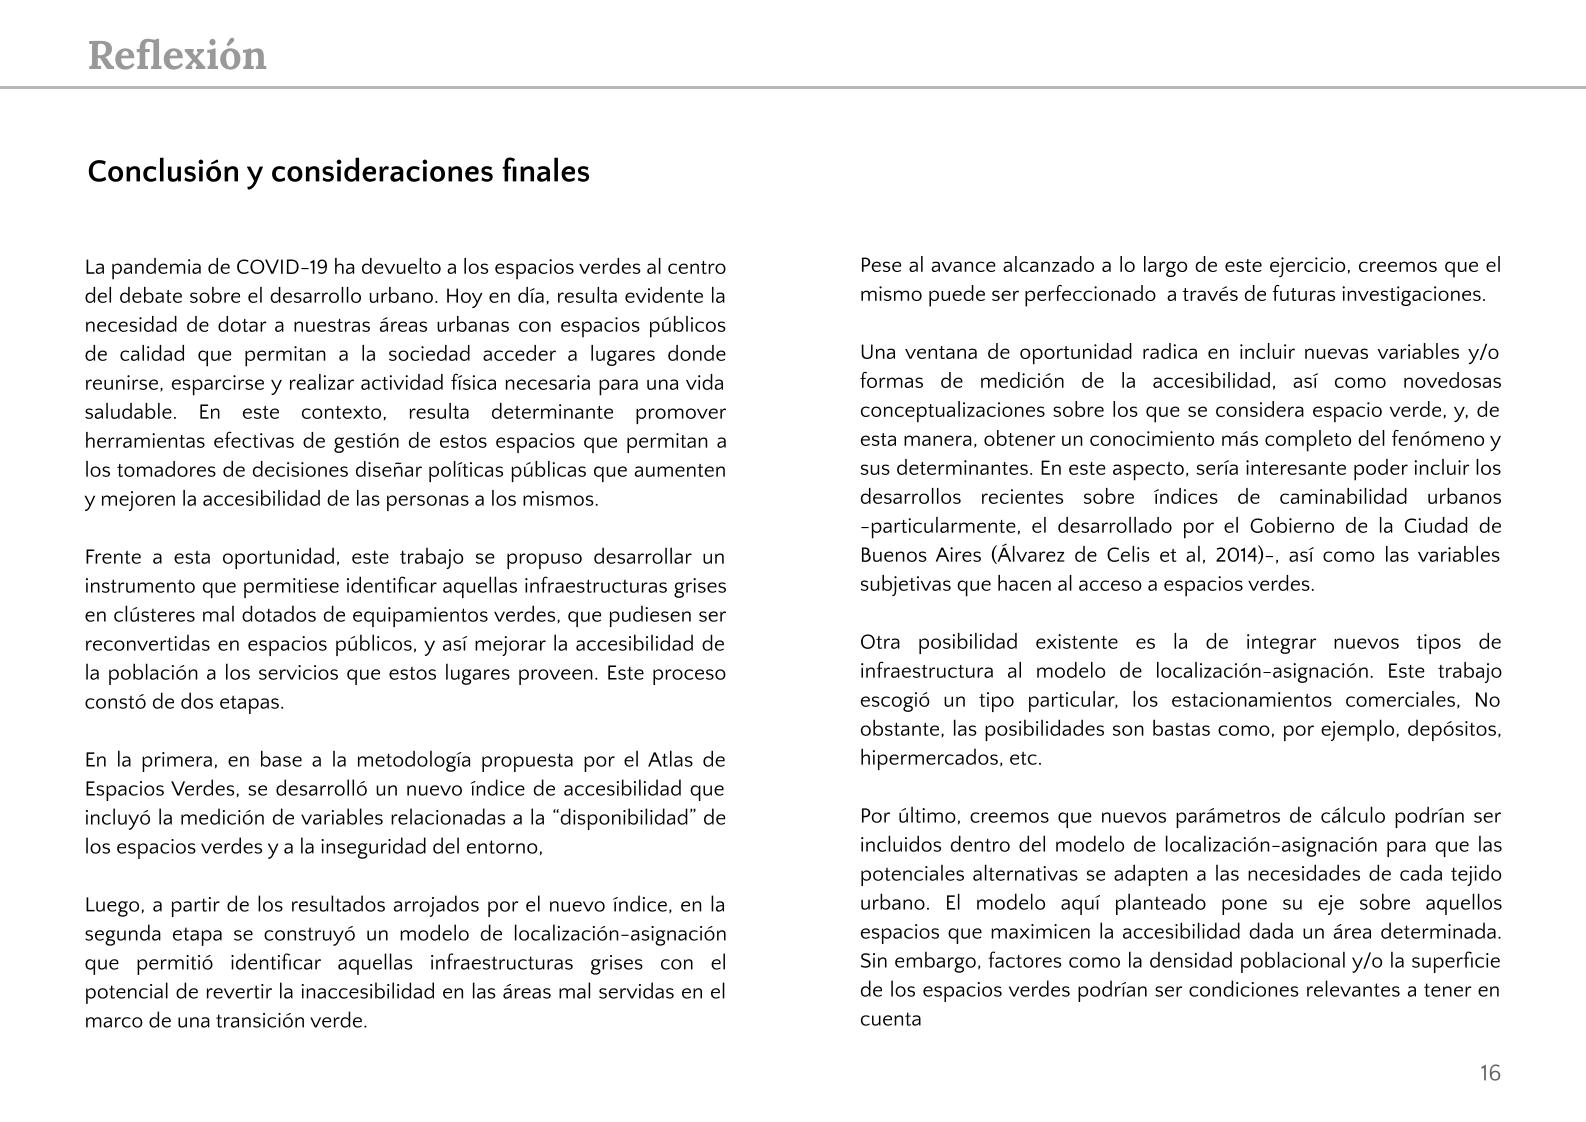 Reflexión
Conclusión y consideraciones finales
La pandemia de COVID-19 ha devuelto a los espacios verdes al centro
del debate sobre el desarrollo urbano. Hoy en día, resulta evidente la
necesidad de dotar a nuestras áreas urbanas con espacios públicos
de calidad que permitan a la sociedad acceder a lugares donde
reunirse, esparcirse y realizar actividad física necesaria para una vida
saludable. En este contexto, resulta determinante promover
herramientas efectivas de gestión de estos espacios que permitan a
los tomadores de decisiones diseñar políticas públicas que aumenten
y mejoren la accesibilidad de las personas a los mismos.
Frente a esta oportunidad, este trabajo se propuso desarrollar un
instrumento que permitiese identificar aquellas infraestructuras grises
en clústeres mal dotados de equipamientos verdes, que pudiesen ser
reconvertidas en espacios públicos, y así mejorar la accesibilidad de
la población a los servicios que estos lugares proveen. Este proceso
constó de dos etapas.
En la primera, en base a la metodología propuesta por el Atlas de
Espacios Verdes, se desarrolló un nuevo índice de accesibilidad que
incluyó la medición de variables relacionadas a la “disponibilidad” de
los espacios verdes y a la inseguridad del entorno,
Luego, a partir de los resultados arrojados por el nuevo índice, en la
segunda etapa se construyó un modelo de localización-asignación
que permitió identificar aquellas infraestructuras grises con el
potencial de revertir la inaccesibilidad en las áreas mal servidas en el
marco de una transición verde.
Pese al avance alcanzado a lo largo de este ejercicio, creemos que el
mismo puede ser perfeccionado  a través de futuras investigaciones.
Una ventana de oportunidad radica en incluir nuevas variables y/o
formas de medición de la accesibilidad, así como novedosas
conceptualizaciones sobre los que se considera espacio verde, y, de
esta manera, obtener un conocimiento más completo del fenómeno y
sus determinantes. En este aspecto, sería interesante poder incluir los
desarrollos recientes sobre índices de caminabilidad urbanos
-particularmente, el desarrollado por el Gobierno de la Ciudad de
Buenos Aires (Álvarez de Celis et al, 2014)-, así como las variables
subjetivas que hacen al acceso a espacios verdes.
Otra posibilidad existente es la de integrar nuevos tipos de
infraestructura al modelo de localización-asignación. Este trabajo
escogió un tipo particular, los estacionamientos comerciales, No
obstante, las posibilidades son bastas como, por ejemplo, depósitos,
hipermercados, etc.
Por último, creemos que nuevos parámetros de cálculo podrían ser
incluidos dentro del modelo de localización-asignación para que las
potenciales alternativas se adapten a las necesidades de cada tejido
urbano. El modelo aquí planteado pone su eje sobre aquellos
espacios que maximicen la accesibilidad dada un área determinada.
Sin embargo, factores como la densidad poblacional y/o la superficie
de los espacios verdes podrían ser condiciones relevantes a tener en
cuenta
16